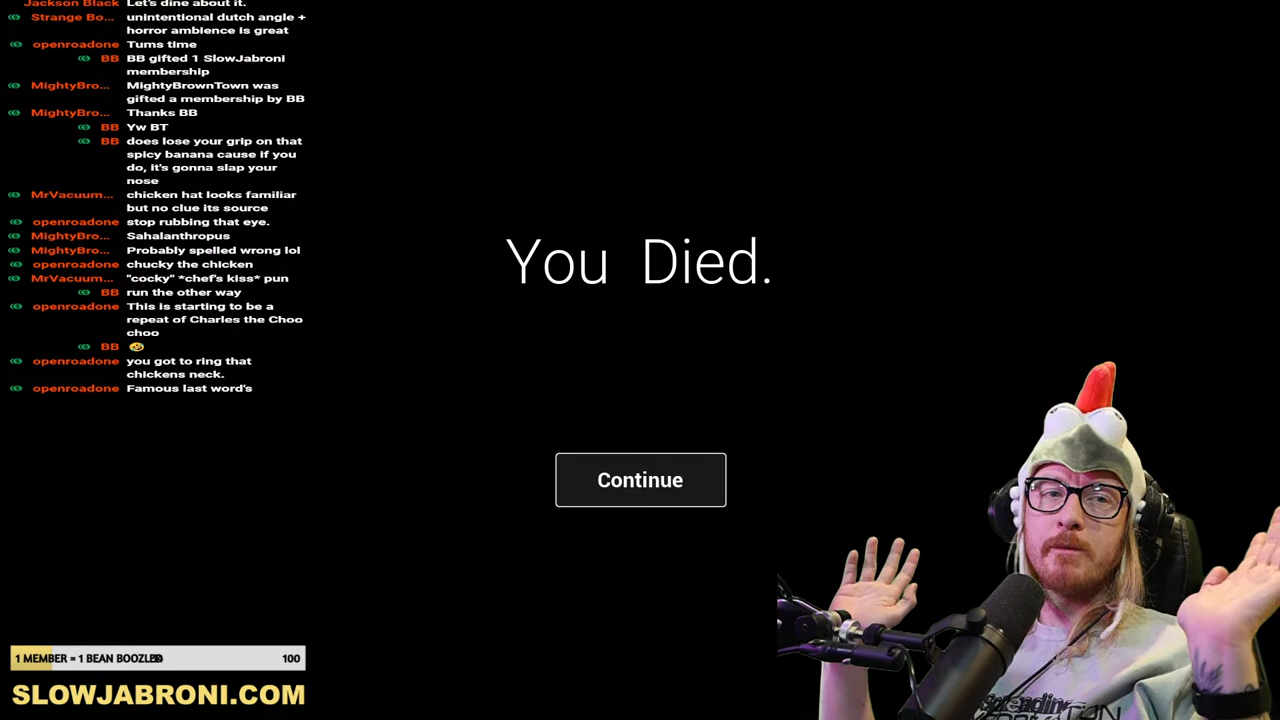 Jackson Black Let's dine about it.
Strange Bo... unintentional dutch angle +
horror ambience is great
openroadone Tums time
BB BB gifted 1 SlowJabroni
membership
MightyBro... MightyBrownTown was
gifted a membership by BB
MightyBro... Thanks BB
BB Yw BT
BB does lose your grip on that
spicy banana cause if you
do, it's gonna slap your
nose
MrVacuum... chicken hat looks familiar
but no clue its source
openroadone stop rubbing that eye.
MightyBro... Sahalanthropus
MightyBro... Probably spelled wrong lol
openroadone chucky the chicken
MrVacuum... "cocky" *chef's kiss* pun
BB run the other way
openroadone This is starting to be a
repeat of Charles the Choo
choo
BB 🤣
openroadone you got to ring that
chickens neck.
openroadone Famous last word's
You Died.
Continue
1 MEMBER = 1 BEAN BOOZLED 100
SLOWJABRONI.COM